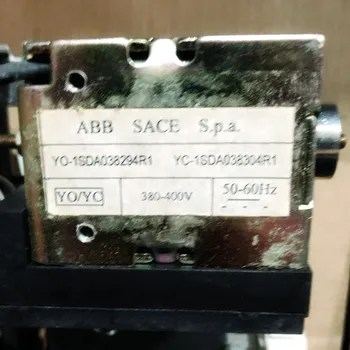 ABB SACE S.p.a.
YO-1SDA038294R1 YC-1SDA038304R1
YO/YC 380-400V 50-60Hz
- - -